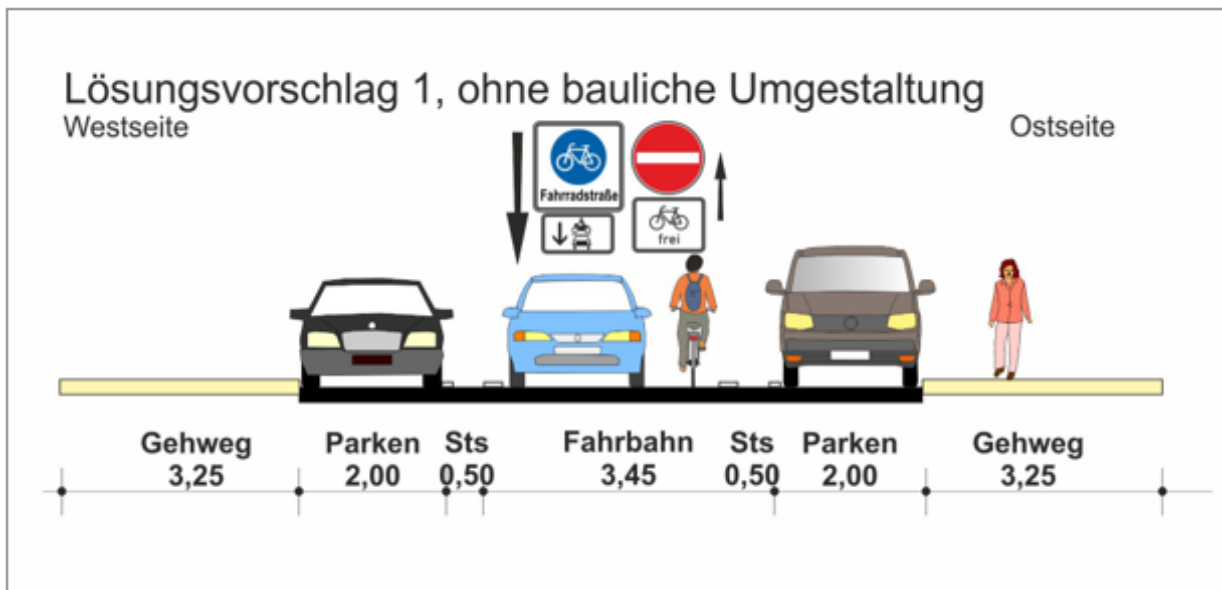 Lösungsvorschlag 1, ohne bauliche Umgestaltung
Westseite
Ostseite
Fahrradstraße
frei
Gehweg Parken Sts Fahrbahn Sts Parken Gehweg
3,25 2,00 0,50 3,45 0,50 2,00 3,25